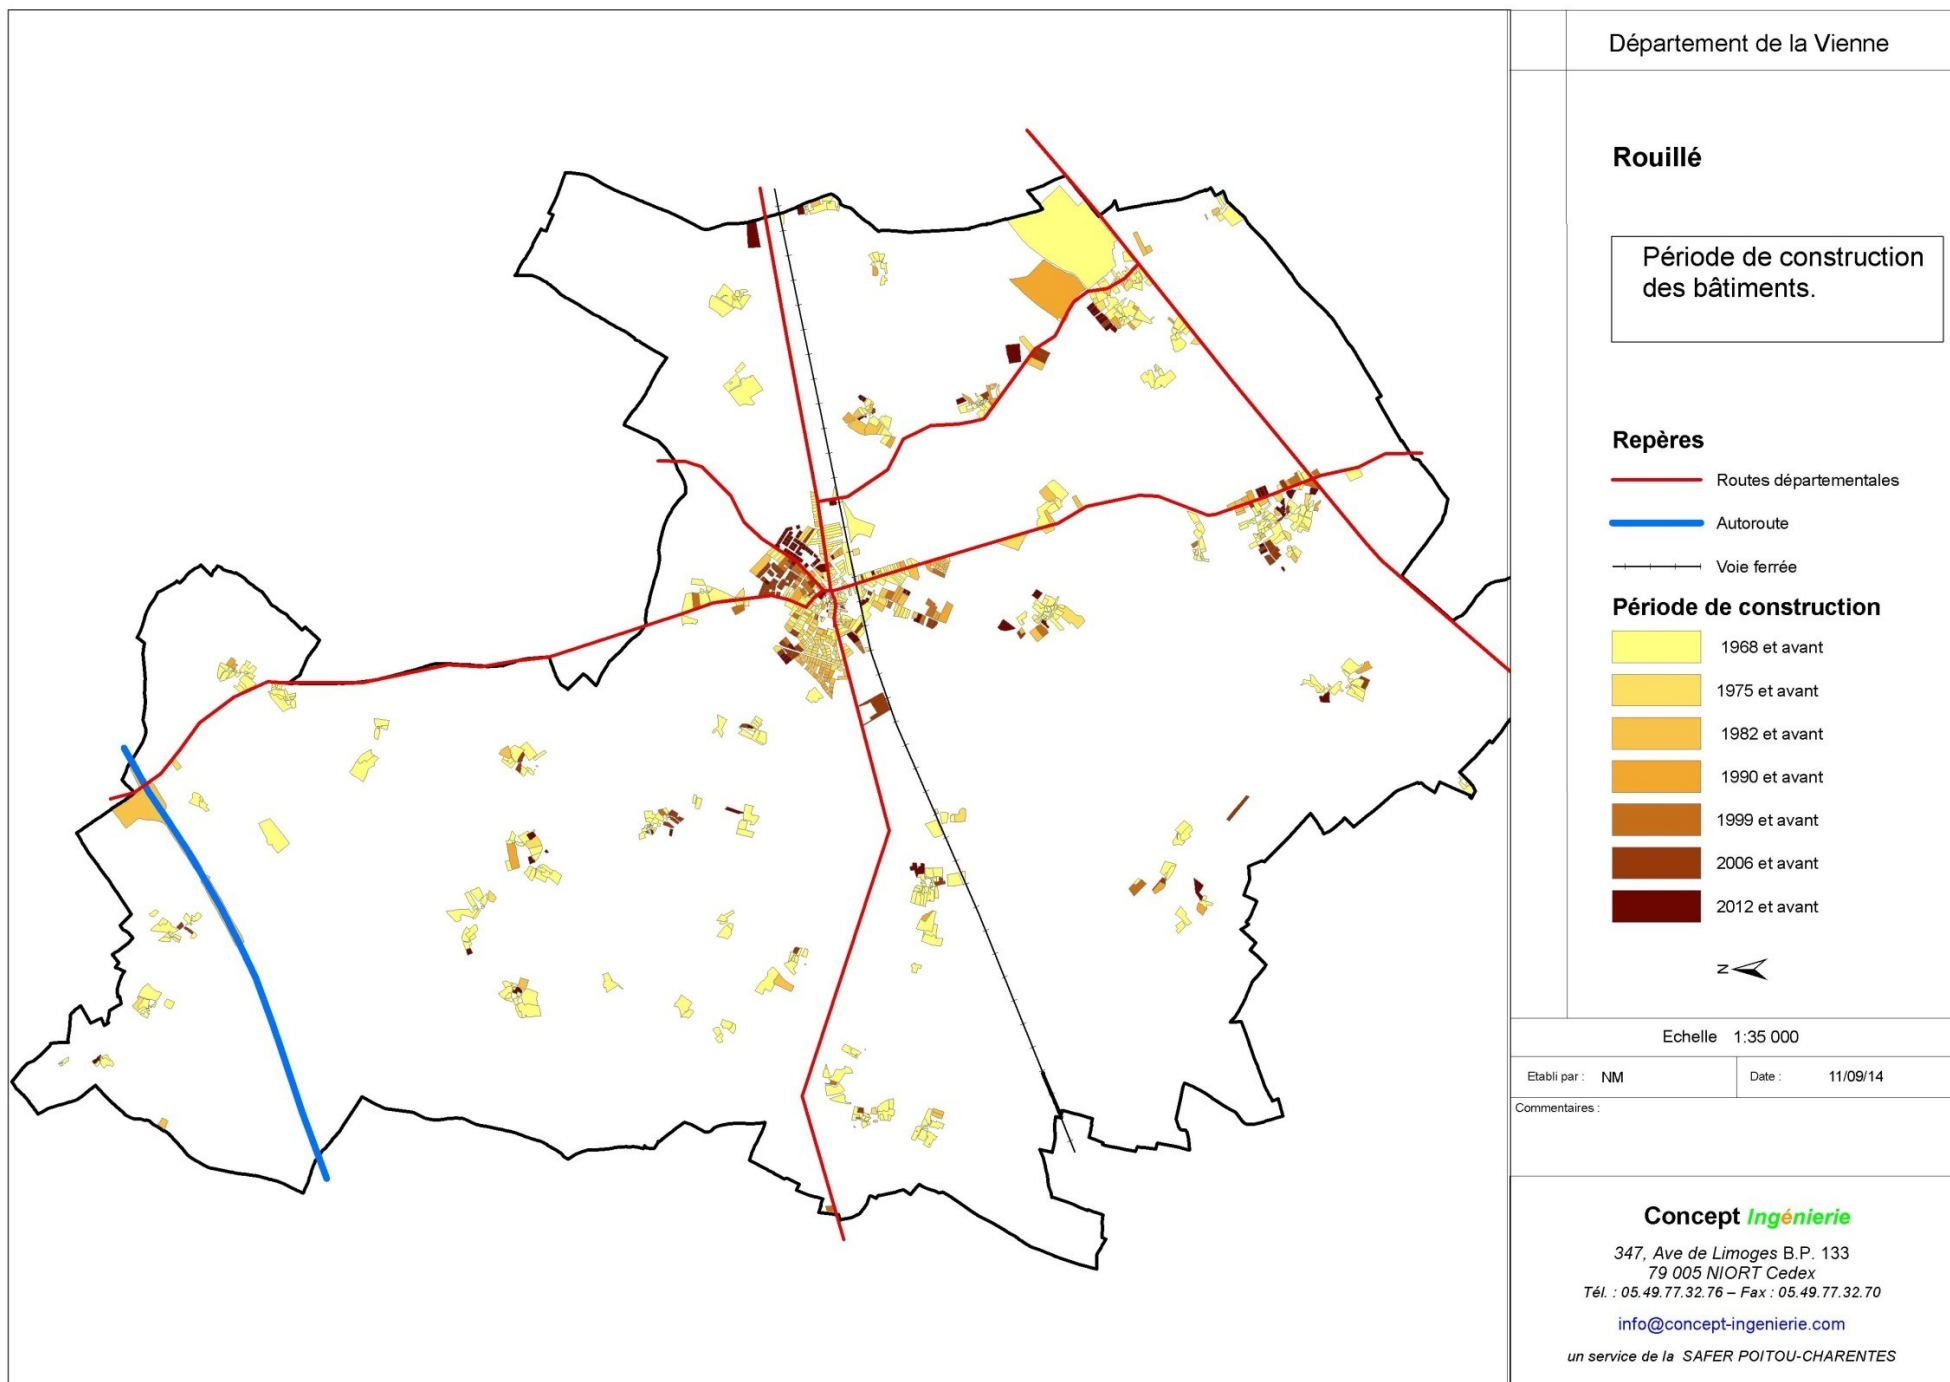 Département de la Vienne
Rouillé
Période de construction
des bâtiments.
Repères
Routes départementales
Autoroute
Voie ferrée
Période de construction
1968 et avant
1975 et avant
1982 et avant
1990 et avant
1999 et avant
2006 et avant
2012 et avant
N
Echelle 1:35 000
Etabli par : NM
Date : 11/09/14
Commentaires :
Concept Ingénierie
347, Ave de Limoges B.P. 133
79 005 NIORT Cedex
Tél. : 05.49.77.32.76 – Fax : 05.49.77.32.70
info@concept-ingenierie.com
un service de la SAFER POITOU-CHARENTES